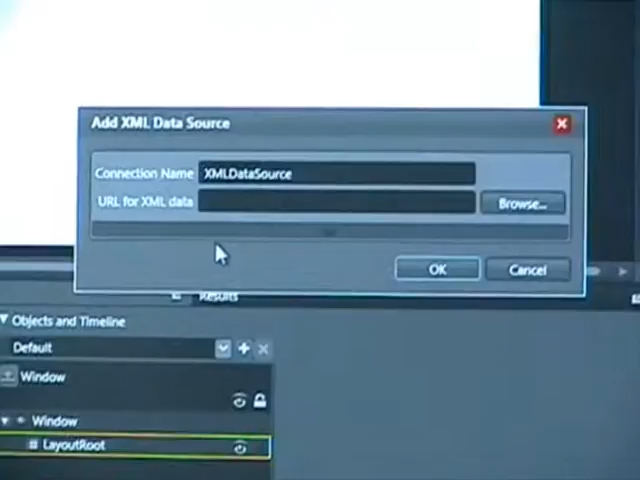 Add XML Data Source
Connection Name XMLDataSource
URL for XML data Browse...
OK Cancel
Results
Objects and Timeline
Default
Window
Window
LayoutRoot